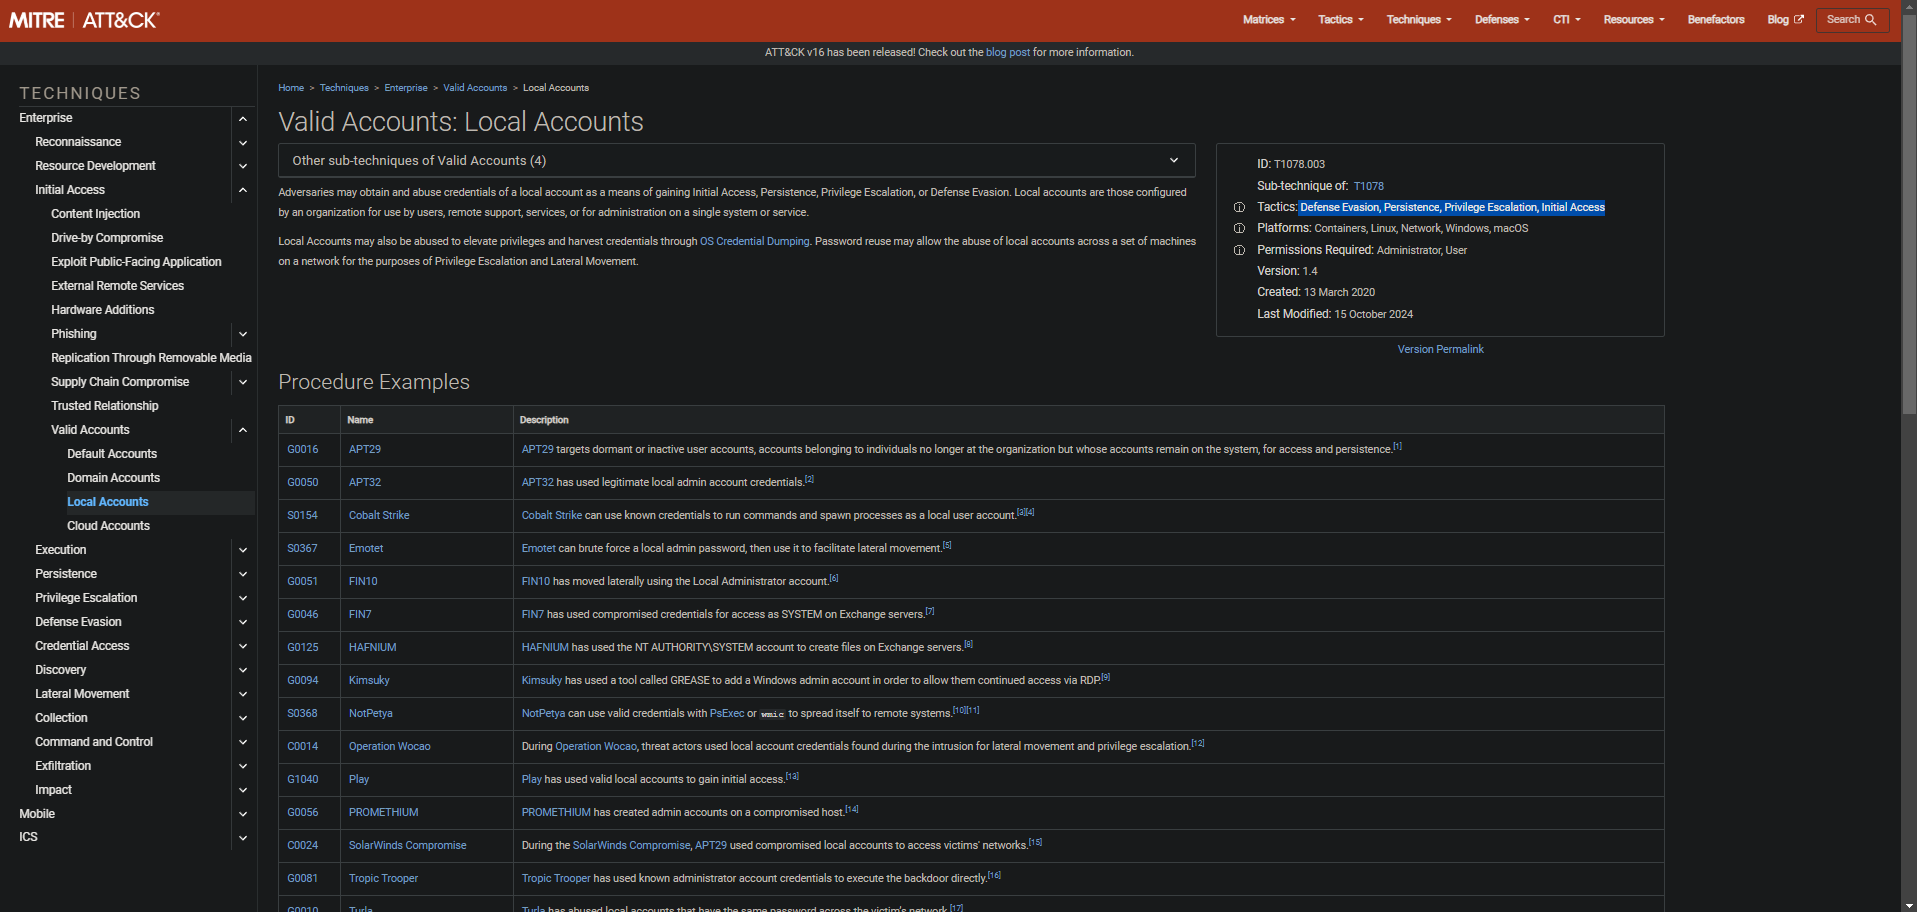 MITRE | ATT&CK®
Matrices
Tactics
Techniques
Defenses
CTI
Resources
Benefactors
Blog
Search
ATT&CK v16 has been released! Check out the blog post for more information.
TECHNIQUES
Enterprise
Reconnaissance
Resource Development
Initial Access
Content Injection
Drive-by Compromise
Exploit Public-Facing Application
External Remote Services
Hardware Additions
Phishing
Replication Through Removable Media
Supply Chain Compromise
Trusted Relationship
Valid Accounts
Default Accounts
Domain Accounts
Local Accounts
Cloud Accounts
Execution
Persistence
Privilege Escalation
Defense Evasion
Credential Access
Discovery
Lateral Movement
Collection
Command and Control
Exfiltration
Impact
Mobile
ICS
Home > Techniques > Enterprise > Valid Accounts > Local Accounts
Valid Accounts: Local Accounts
Other sub-techniques of Valid Accounts (4)
Adversaries may obtain and abuse credentials of a local account as a means of gaining Initial Access, Persistence, Privilege Escalation, or Defense Evasion. Local accounts are those configured
by an organization for use by users, remote support, services, or for administration on a single system or service.
Local Accounts may also be abused to elevate privileges and harvest credentials through OS Credential Dumping. Password reuse may allow the abuse of local accounts across a set of machines
on a network for the purposes of Privilege Escalation and Lateral Movement.
ID: T1078.003
Sub-technique of: T1078
Tactics: Defense Evasion, Persistence, Privilege Escalation, Initial Access
Platforms: Containers, Linux, Network, Windows, macOS
Permissions Required: Administrator, User
Version: 1.4
Created: 13 March 2020
Last Modified: 15 October 2024
Version Permalink
Procedure Examples
ID Name Description
G0016 APT29 APT29 targets dormant or inactive user accounts, accounts belonging to individuals no longer at the organization but whose accounts remain on the system, for access and persistence.[1]
G0050 APT32 APT32 has used legitimate local admin account credentials.[2]
S0154 Cobalt Strike Cobalt Strike can use known credentials to run commands and spawn processes as a local user account.[3][4]
S0367 Emotet Emotet can brute force a local admin password, then use it to facilitate lateral movement.[5]
G0051 FIN10 FIN10 has moved laterally using the Local Administrator account.[6]
G0046 FIN7 FIN7 has used compromised credentials for access as SYSTEM on Exchange servers.[7]
G0125 HAFNIUM HAFNIUM has used the NT AUTHORITY\SYSTEM account to create files on Exchange servers.[8]
G0094 Kimsuky Kimsuky has used a tool called GREASE to add a Windows admin account in order to allow them continued access via RDP.[9]
S0368 NotPetya NotPetya can use valid credentials with PsExec or wmic to spread itself to remote systems.[10][11]
C0014 Operation Wocao During Operation Wocao, threat actors used local account credentials found during the intrusion for lateral movement and privilege escalation.[12]
G1040 Play Play has used valid local accounts to gain initial access.[13]
G0056 PROMETHIUM PROMETHIUM has created admin accounts on a compromised host.[14]
C0024 SolarWinds Compromise During the SolarWinds Compromise, APT29 used compromised local accounts to access victims' networks.[15]
G0081 Tropic Trooper Tropic Trooper has used known administrator account credentials to execute the backdoor directly.[16]
G0010 Turla Turla has abused local accounts that have the same password across the victim's network.[17]